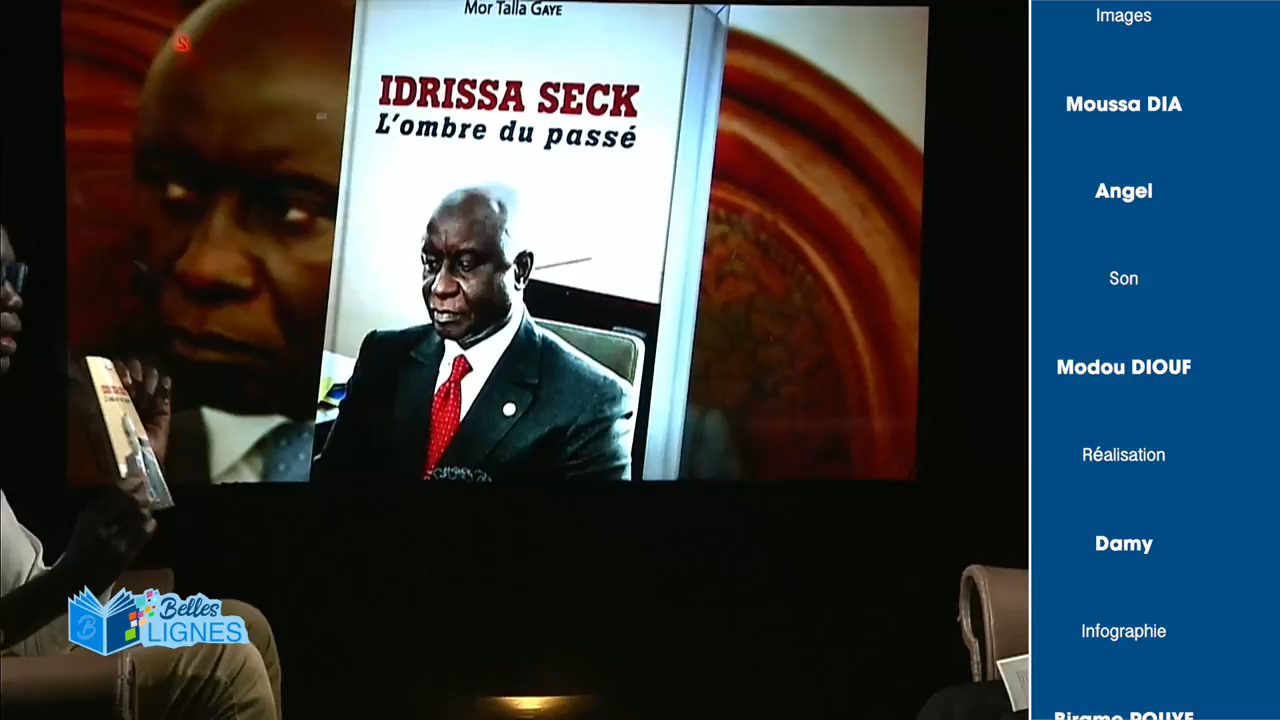 Mor Talla GAYE
IDRISSA SECK
L'ombre du passé
Belles
LIGNES
Images
Moussa DIA
Angel
Son
Modou DIOUF
Réalisation
Damy
Infographie